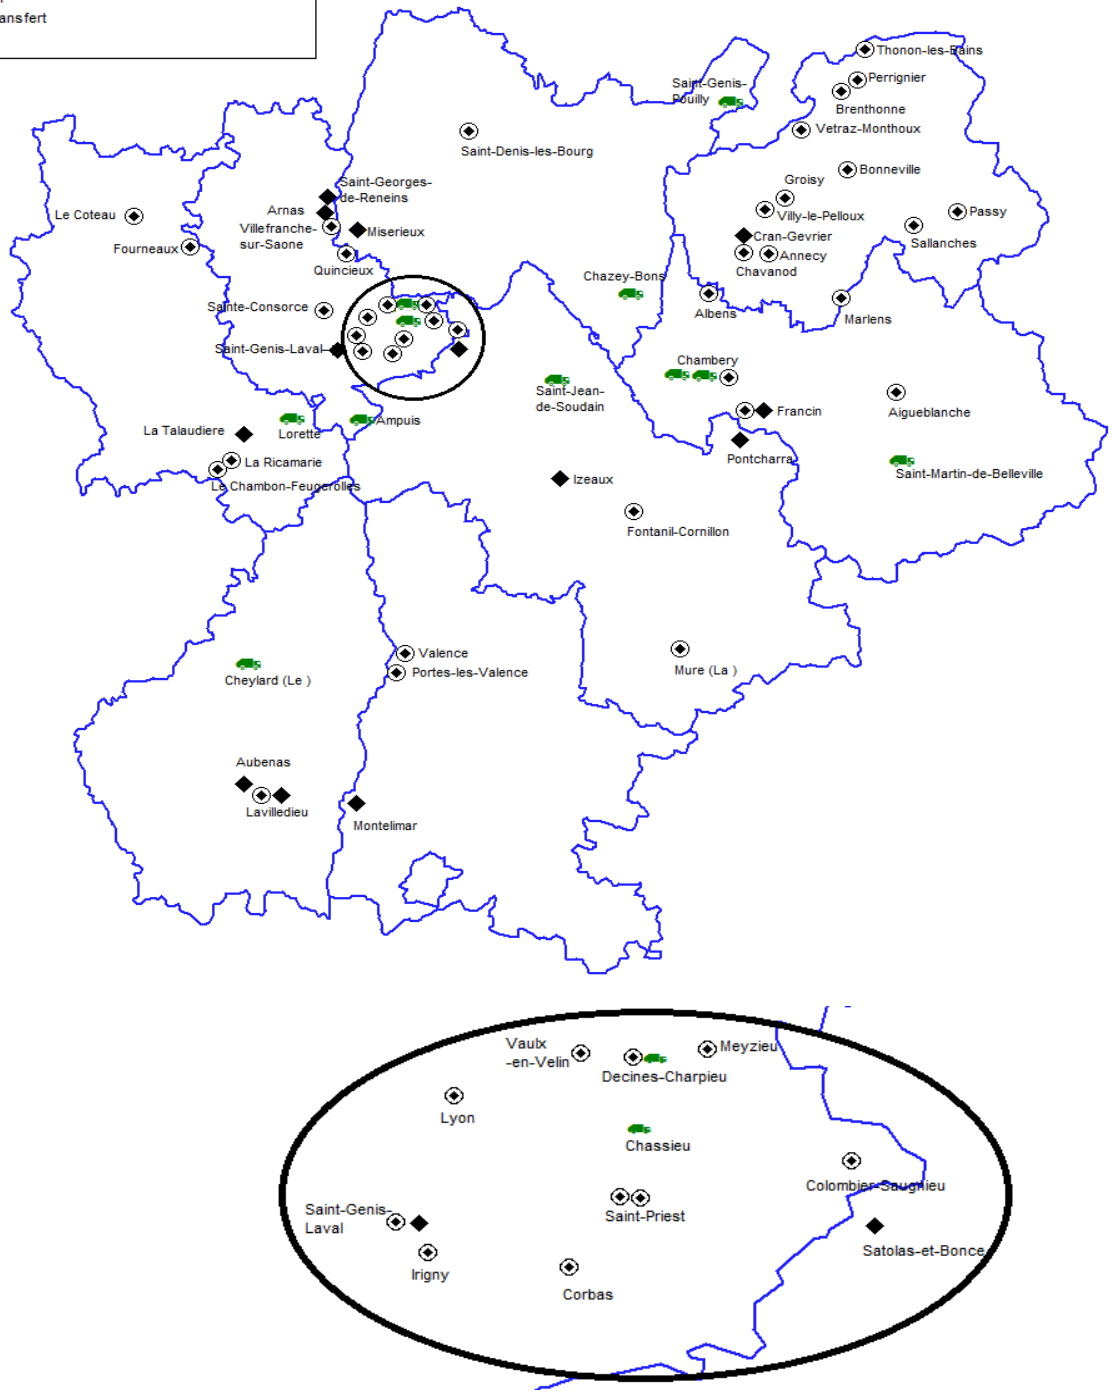 ansfert
Thonon-les-Bains
Saint-Genis-
Pouilly
Perrignier
Brenthonne
Vetraz-Monthoux
Saint-Denis-les-Bourg
Bonneville
Groisy
Saint-Georges-
de-Reneins
Arnas
Le Coteau
Villy-le-Pelloux
Passy
Villefranche-
sur-Saone
Miserieux
Sallanches
Cran-Gevrier
Fourneaux
Annecy
Quincieux
Chavanod
Chazey-Bons
Sainte-Consorce
Albens
Marlens
Saint-Genis-Laval
Chambery
Saint-Jean-
de-Soudain
Francin
Aigueblanche
Ampuis
La Talaudiere
Lorette
Pontcharra
La Ricamarie
Saint-Martin-de-Belleville
Le Chambon-Feugerolles
Izeaux
Fontanil-Cornillon
Valence
Mure (La )
Portes-les-Valence
Cheylard (Le )
Aubenas
Lavilledieu
Montelimar
Vaulx
-en-Velin
Meyzieu
Decines-Charpieu
Lyon
Chassieu
Colombier-Saugnieu
Saint-Genis-
Laval
Saint-Priest
Satolas-et-Bonce
Irigny
Corbas